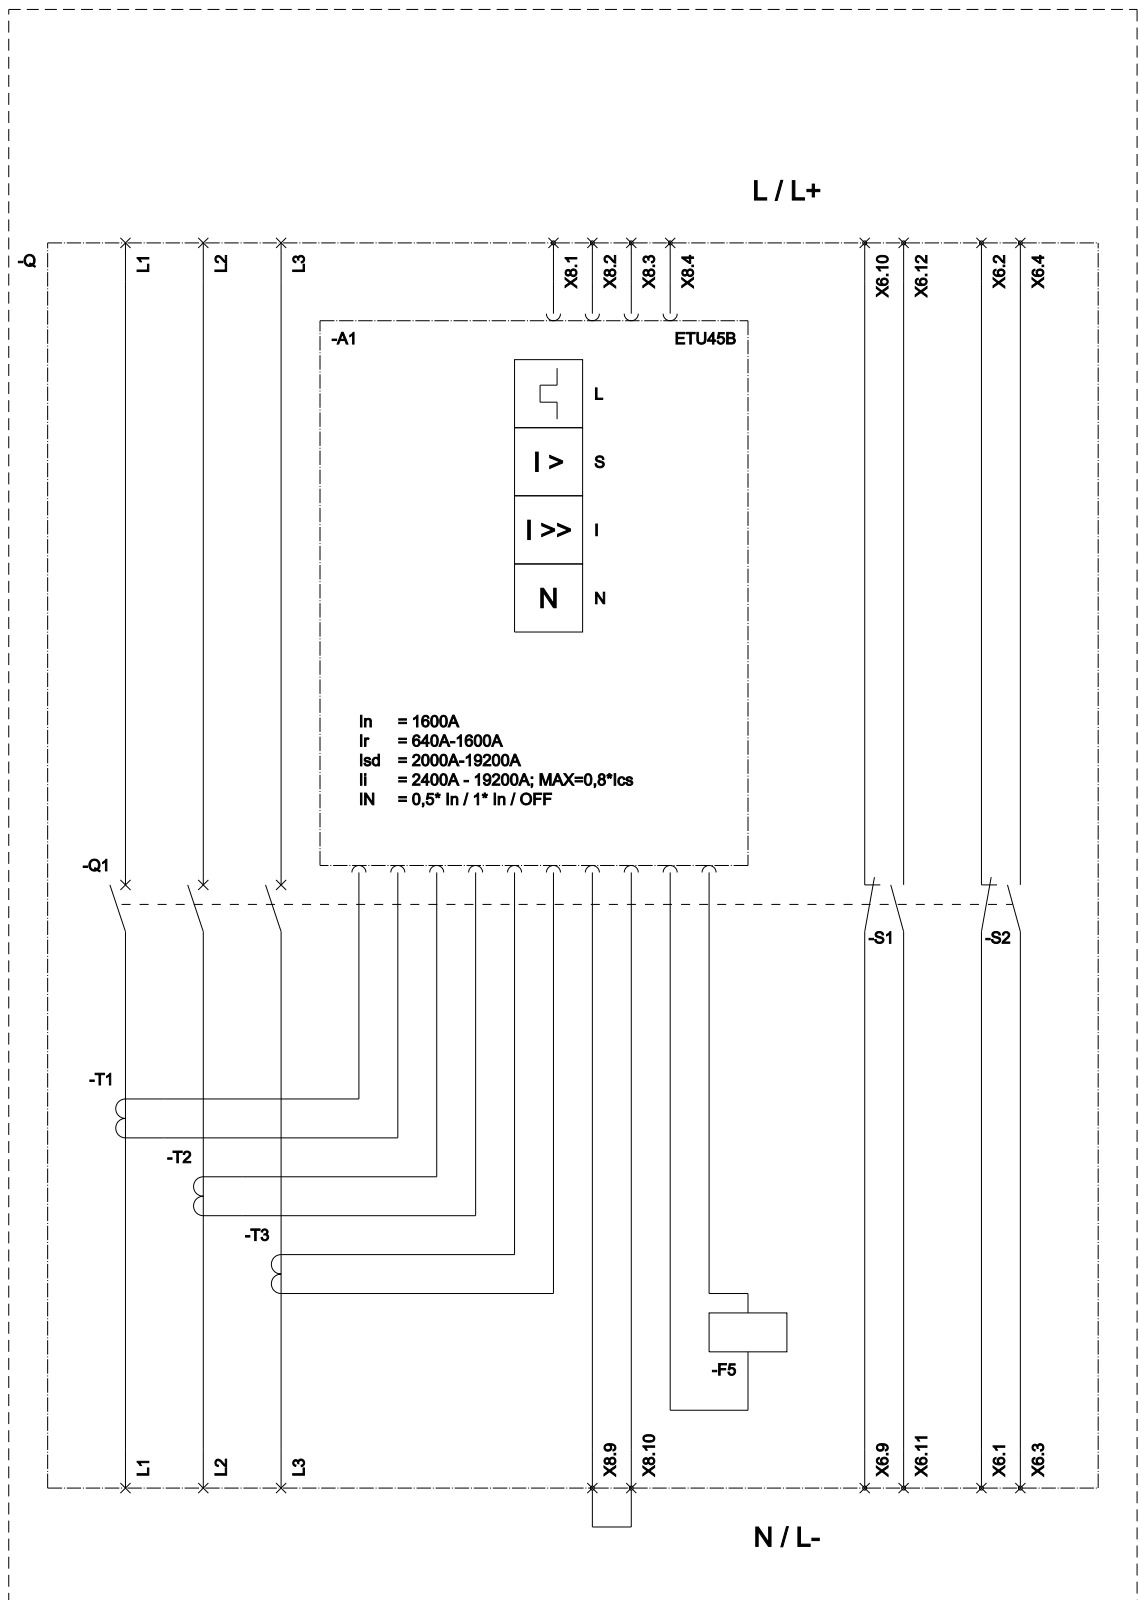 L / L+
-Q
L1
L2
L3
X8.1
X8.2
X8.3
X8.4
X6.10
X6.12
X6.2
X6.4
-A1
ETU45B
L
I >
S
I >>
I
N
N
In = 1600A
Ir = 640A-1600A
Isd = 2000A-19200A
Ii = 2400A - 19200A; MAX=0,8*Ics
IN = 0,5* In / 1* In / OFF
-Q1
-S1
-S2
-T1
-T2
-T3
-F5
L1
L2
L3
X8.9
X8.10
X6.9
X6.11
X6.1
X6.3
N / L-